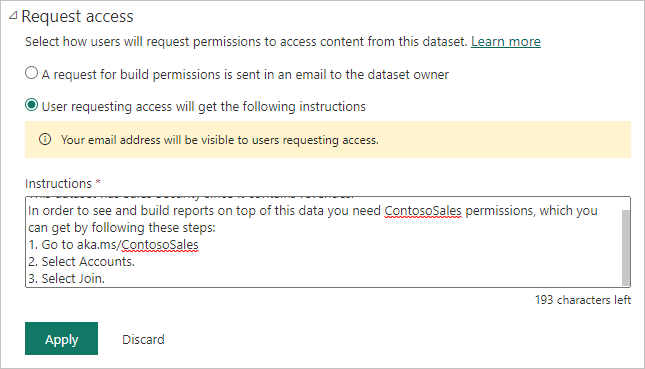 Request access
Select how users will request permissions to access content from this dataset. Learn more
A request for build permissions is sent in an email to the dataset owner
User requesting access will get the following instructions
Your email address will be visible to users requesting access.
Instructions *
In order to see and build reports on top of this data you need ContosoSales permissions, which you
can get by following these steps:
1. Go to aka.ms/ContosoSales
2. Select Accounts.
3. Select Join.
193 characters left
Apply Discard